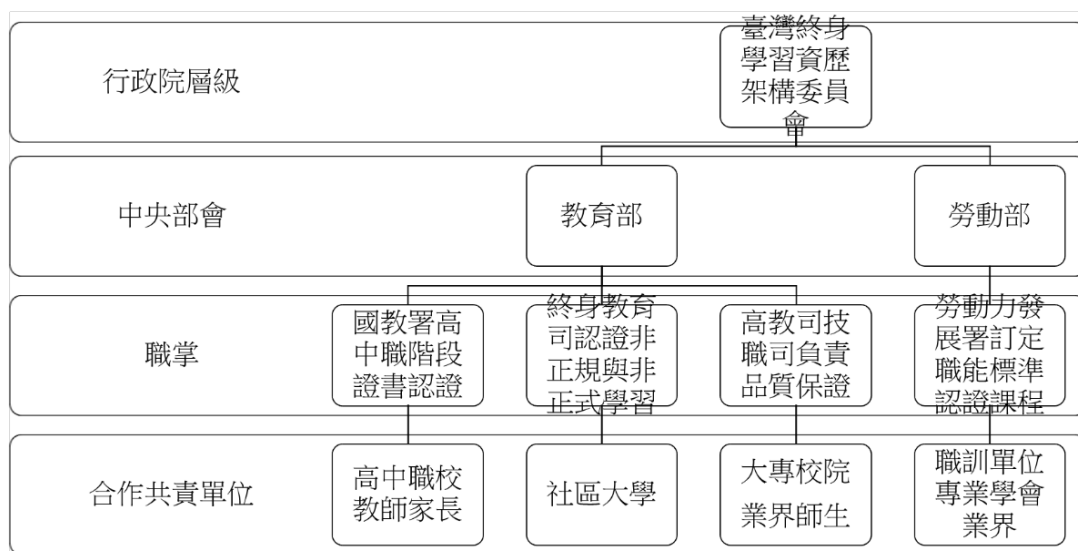 行政院層級
臺灣終身
學習資歷
架構委員
會
中央部會
教育部
勞動部
職掌
國教署高
中職階段
證書認證
終身教育
司認證非
正規與非
正式學習
高教司技
職司負責
品質保證
勞動力發
展署訂定
職能標準
認證課程
合作共責單位
高中職校
教師家長
社區大學
大專校院
業界師生
職訓單位
專業學會
業界